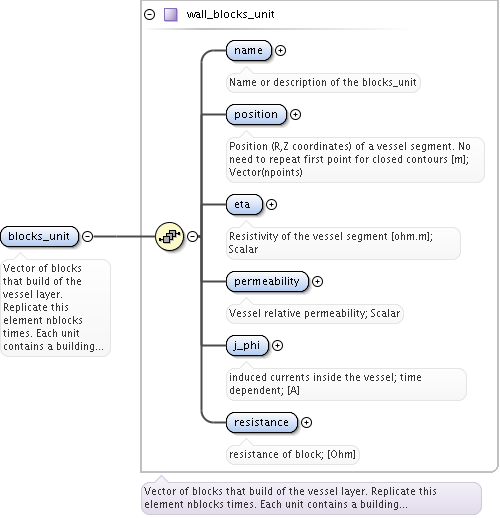 wall_blocks_unit
name
Name or description of the blocks_unit
position
Position (R,Z coordinates) of a vessel segment. No
need to repeat first point for closed contours [m];
Vector(npoints)
eta
Resistivity of the vessel segment [ohm.m];
Scalar
blocks_unit
Vector of blocks
that build of the
vessel layer.
Replicate this
element nblocks
times. Each unit
contains a building...
permeability
Vessel relative permeability; Scalar
j_phi
induced currents inside the vessel; time
dependent; [A]
resistance
resistance of block; [Ohm]
Vector of blocks that build of the vessel layer. Replicate this
element nblocks times. Each unit contains a building...